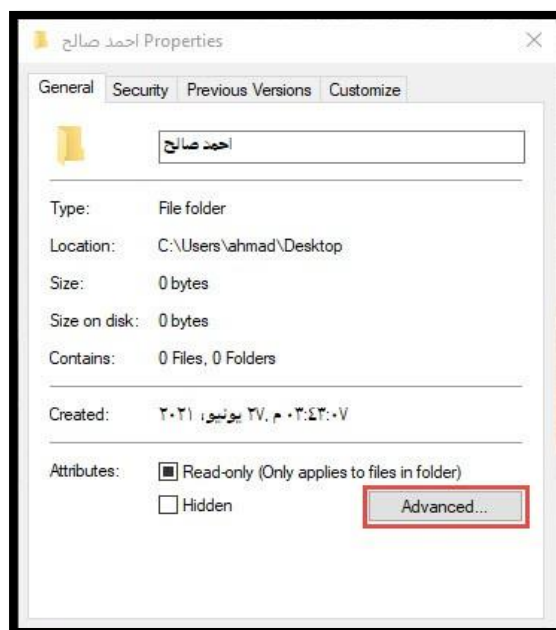 احمد صالح Properties
General Security Previous Versions Customize
احمد صالح
Type: File folder
Location: C:\Users\ahmad\Desktop
Size: 0 bytes
Size on disk: 0 bytes
Contains: 0 Files, 0 Folders
Created: ٢٧ يونيو، ٢٠٢١, ٠٣:٤٣:٠٧ م
Attributes: Read-only (Only applies to files in folder)
Hidden Advanced...